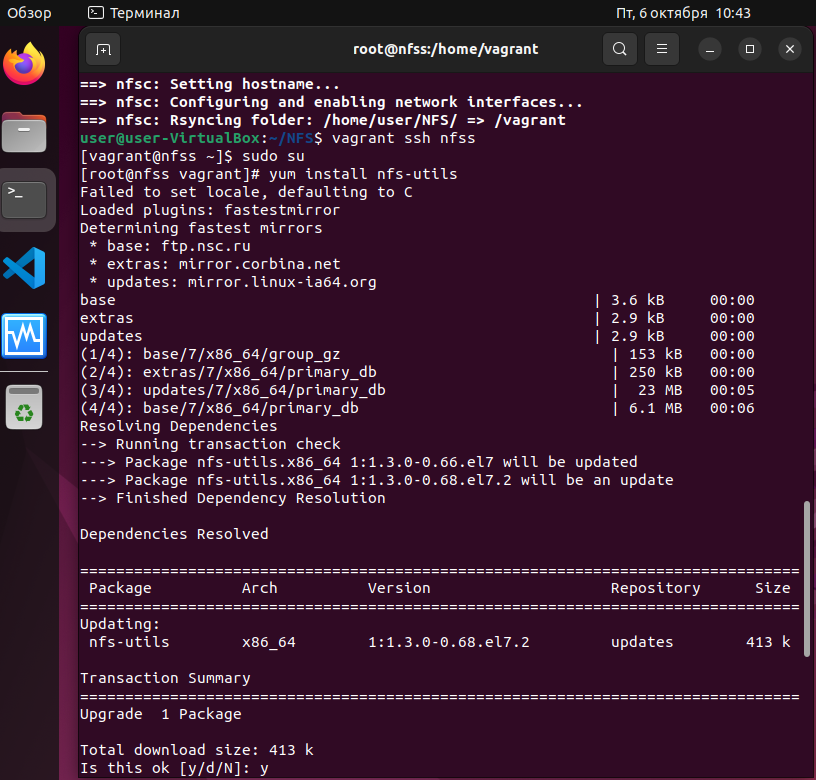 Обзор Терминал Пт, 6 октября 10:43
root@nfss:/home/vagrant
==> nfsc: Setting hostname...
==> nfsc: Configuring and enabling network interfaces...
==> nfsc: Rsyncing folder: /home/user/NFS/ => /vagrant
user@user-VirtualBox:~/NFS$ vagrant ssh nfss
[vagrant@nfss ~]$ sudo su
[root@nfss vagrant]# yum install nfs-utils
Failed to set locale, defaulting to C
Loaded plugins: fastestmirror
Determining fastest mirrors
 * base: ftp.nsc.ru
 * extras: mirror.corbina.net
 * updates: mirror.linux-ia64.org
base                                                     | 3.6 kB     00:00
extras                                                   | 2.9 kB     00:00
updates                                                  | 2.9 kB     00:00
(1/4): base/7/x86_64/group_gz                              | 153 kB   00:00
(2/4): extras/7/x86_64/primary_db                          | 250 kB   00:00
(3/4): updates/7/x86_64/primary_db                         |  23 MB   00:05
(4/4): base/7/x86_64/primary_db                            | 6.1 MB   00:06
Resolving Dependencies
--> Running transaction check
---> Package nfs-utils.x86_64 1:1.3.0-0.66.el7 will be updated
---> Package nfs-utils.x86_64 1:1.3.0-0.68.el7.2 will be an update
--> Finished Dependency Resolution
Dependencies Resolved
================================================================================
 Package          Arch          Version                    Repository      Size
================================================================================
Updating:
 nfs-utils        x86_64        1:1.3.0-0.68.el7.2         updates        413 k
Transaction Summary
================================================================================
Upgrade  1 Package
Total download size: 413 k
Is this ok [y/d/N]: y